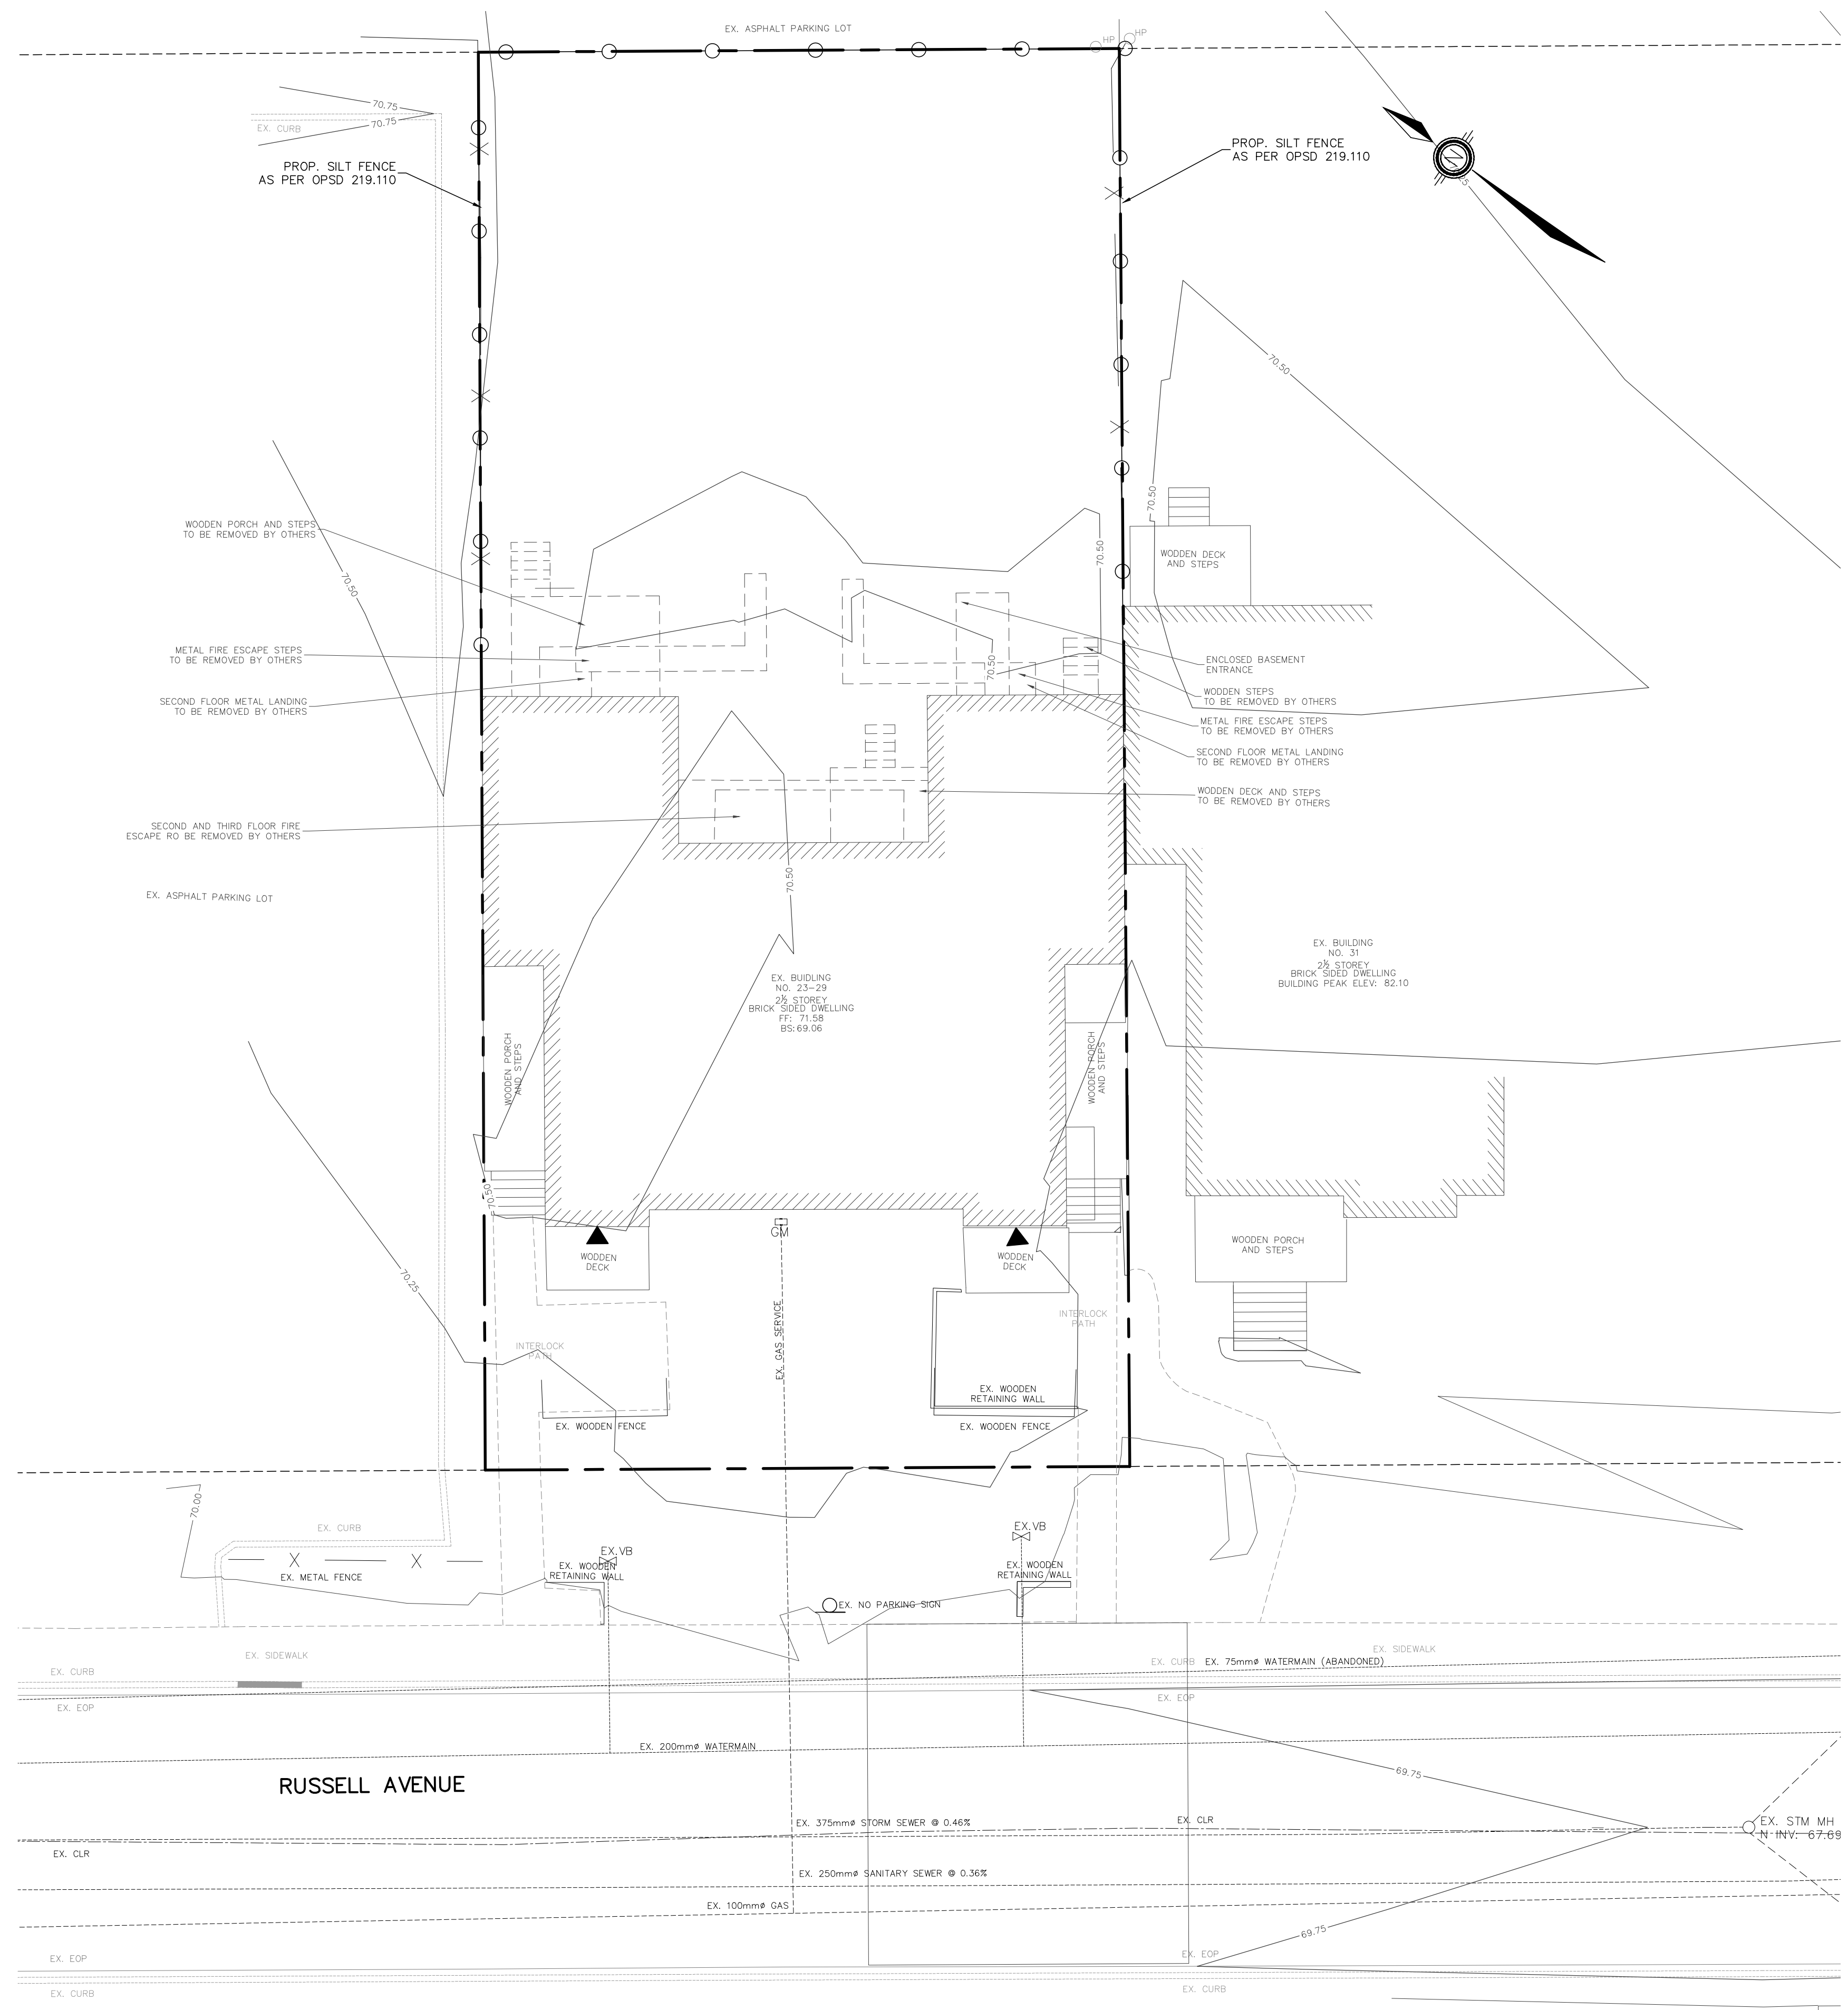 EX. ASPHALT PARKING LOT
HP
HP
70.75
70.75
EX. CURB
PROP. SILT FENCE
AS PER OPSD 219.110
PROP. SILT FENCE
AS PER OPSD 219.110
N
70.50
70.50
WOODEN PORCH AND STEPS
TO BE REMOVED BY OTHERS
WODDEN DECK
AND STEPS
70.50
70.50
METAL FIRE ESCAPE STEPS
TO BE REMOVED BY OTHERS
ENCLOSED BASEMENT
ENTRANCE
70.50
SECOND FLOOR METAL LANDING
TO BE REMOVED BY OTHERS
WODDEN STEPS
TO BE REMOVED BY OTHERS
METAL FIRE ESCAPE STEPS
TO BE REMOVED BY OTHERS
SECOND FLOOR METAL LANDING
TO BE REMOVED BY OTHERS
WODDEN DECK AND STEPS
TO BE REMOVED BY OTHERS
SECOND AND THIRD FLOOR FIRE
ESCAPE RO BE REMOVED BY OTHERS
70.50
EX. ASPHALT PARKING LOT
EX. BUILDING
NO. 31
2½ STOREY
BRICK SIDED DWELLING
BUILDING PEAK ELEV: 82.10
EX. BUIDLING
NO. 23-29
2½ STOREY
BRICK SIDED DWELLING
FF: 71.58
BS: 69.06
WOODEN PORCH
AND STEPS
WOODEN PORCH
AND STEPS
70.50
GM
WODDEN
DECK
WODDEN
DECK
WOODEN PORCH
AND STEPS
70.25
EX. GAS SERVICE
INTERLOCK
PATH
INTERLOCK
PATH
EX. WOODEN
RETAINING WALL
EX. WOODEN FENCE
EX. WOODEN FENCE
70.00
EX. CURB
EX.VB
EX.VB
EX. METAL FENCE
EX. WOODEN
RETAINING WALL
EX. WOODEN
RETAINING WALL
EX. NO PARKING SIGN
EX. SIDEWALK
EX. SIDEWALK
EX. CURB
EX. CURB
EX. 75mmø WATERMAIN (ABANDONED)
EX. EOP
EX. EOP
EX. 200mmø WATERMAIN
69.75
RUSSELL AVENUE
EX. 375mmø STORM SEWER @ 0.46%
EX. CLR
EX. STM MH
N INV: 67.69
EX. CLR
EX. 250mmø SANITARY SEWER @ 0.36%
EX. 100mmø GAS
69.75
EX. EOP
EX. EOP
EX. CURB
EX. CURB